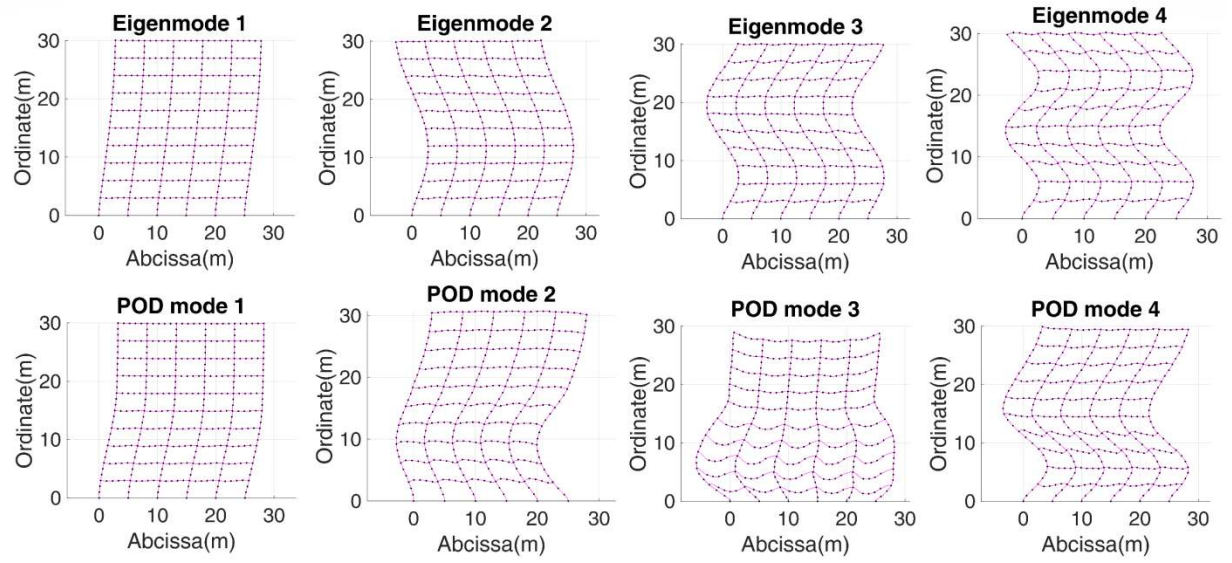 Eigenmode 1
30
20
10
0
Ordinate(m)
0 10 20 30
Abcissa(m)
Eigenmode 2
30
20
10
0
Ordinate(m)
0 10 20 30
Abcissa(m)
Eigenmode 3
30
20
10
0
Ordinate(m)
0 10 20 30
Abcissa(m)
Eigenmode 4
30
20
10
0
Ordinate(m)
0 10 20 30
Abcissa(m)
POD mode 1
30
20
10
0
Ordinate(m)
0 10 20 30
Abcissa(m)
POD mode 2
30
20
10
0
Ordinate(m)
0 10 20 30
Abcissa(m)
POD mode 3
30
20
10
0
Ordinate(m)
0 10 20 30
Abcissa(m)
POD mode 4
30
20
10
0
Ordinate(m)
0 10 20 30
Abcissa(m)